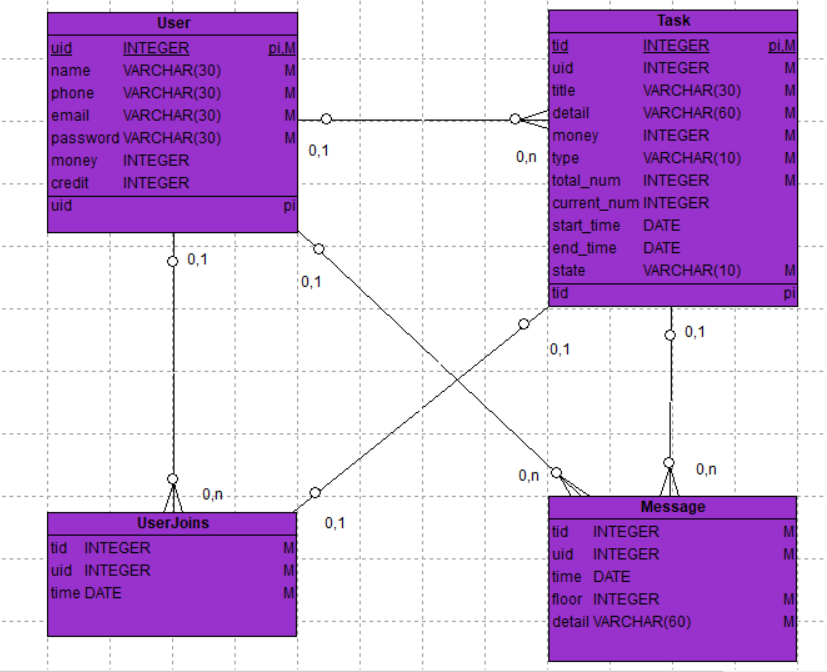 User
uid INTEGER pi,M
name VARCHAR(30) M
phone VARCHAR(30) M
email VARCHAR(30) M
password VARCHAR(30) M
money INTEGER
credit INTEGER
uid pi
Task
tid INTEGER pi,M
uid INTEGER M
title VARCHAR(30) M
detail VARCHAR(60) M
money INTEGER M
type VARCHAR(10) M
total_num INTEGER M
current_num INTEGER
start_time DATE
end_time DATE
state VARCHAR(10) M
tid pi
0,1
0,n
0,1
0,1
0,1
0,1
0,n
0,n
0,n
0,1
UserJoins
tid INTEGER M
uid INTEGER M
time DATE M
Message
tid INTEGER M
uid INTEGER M
time DATE
floor INTEGER M
detail VARCHAR(60) M